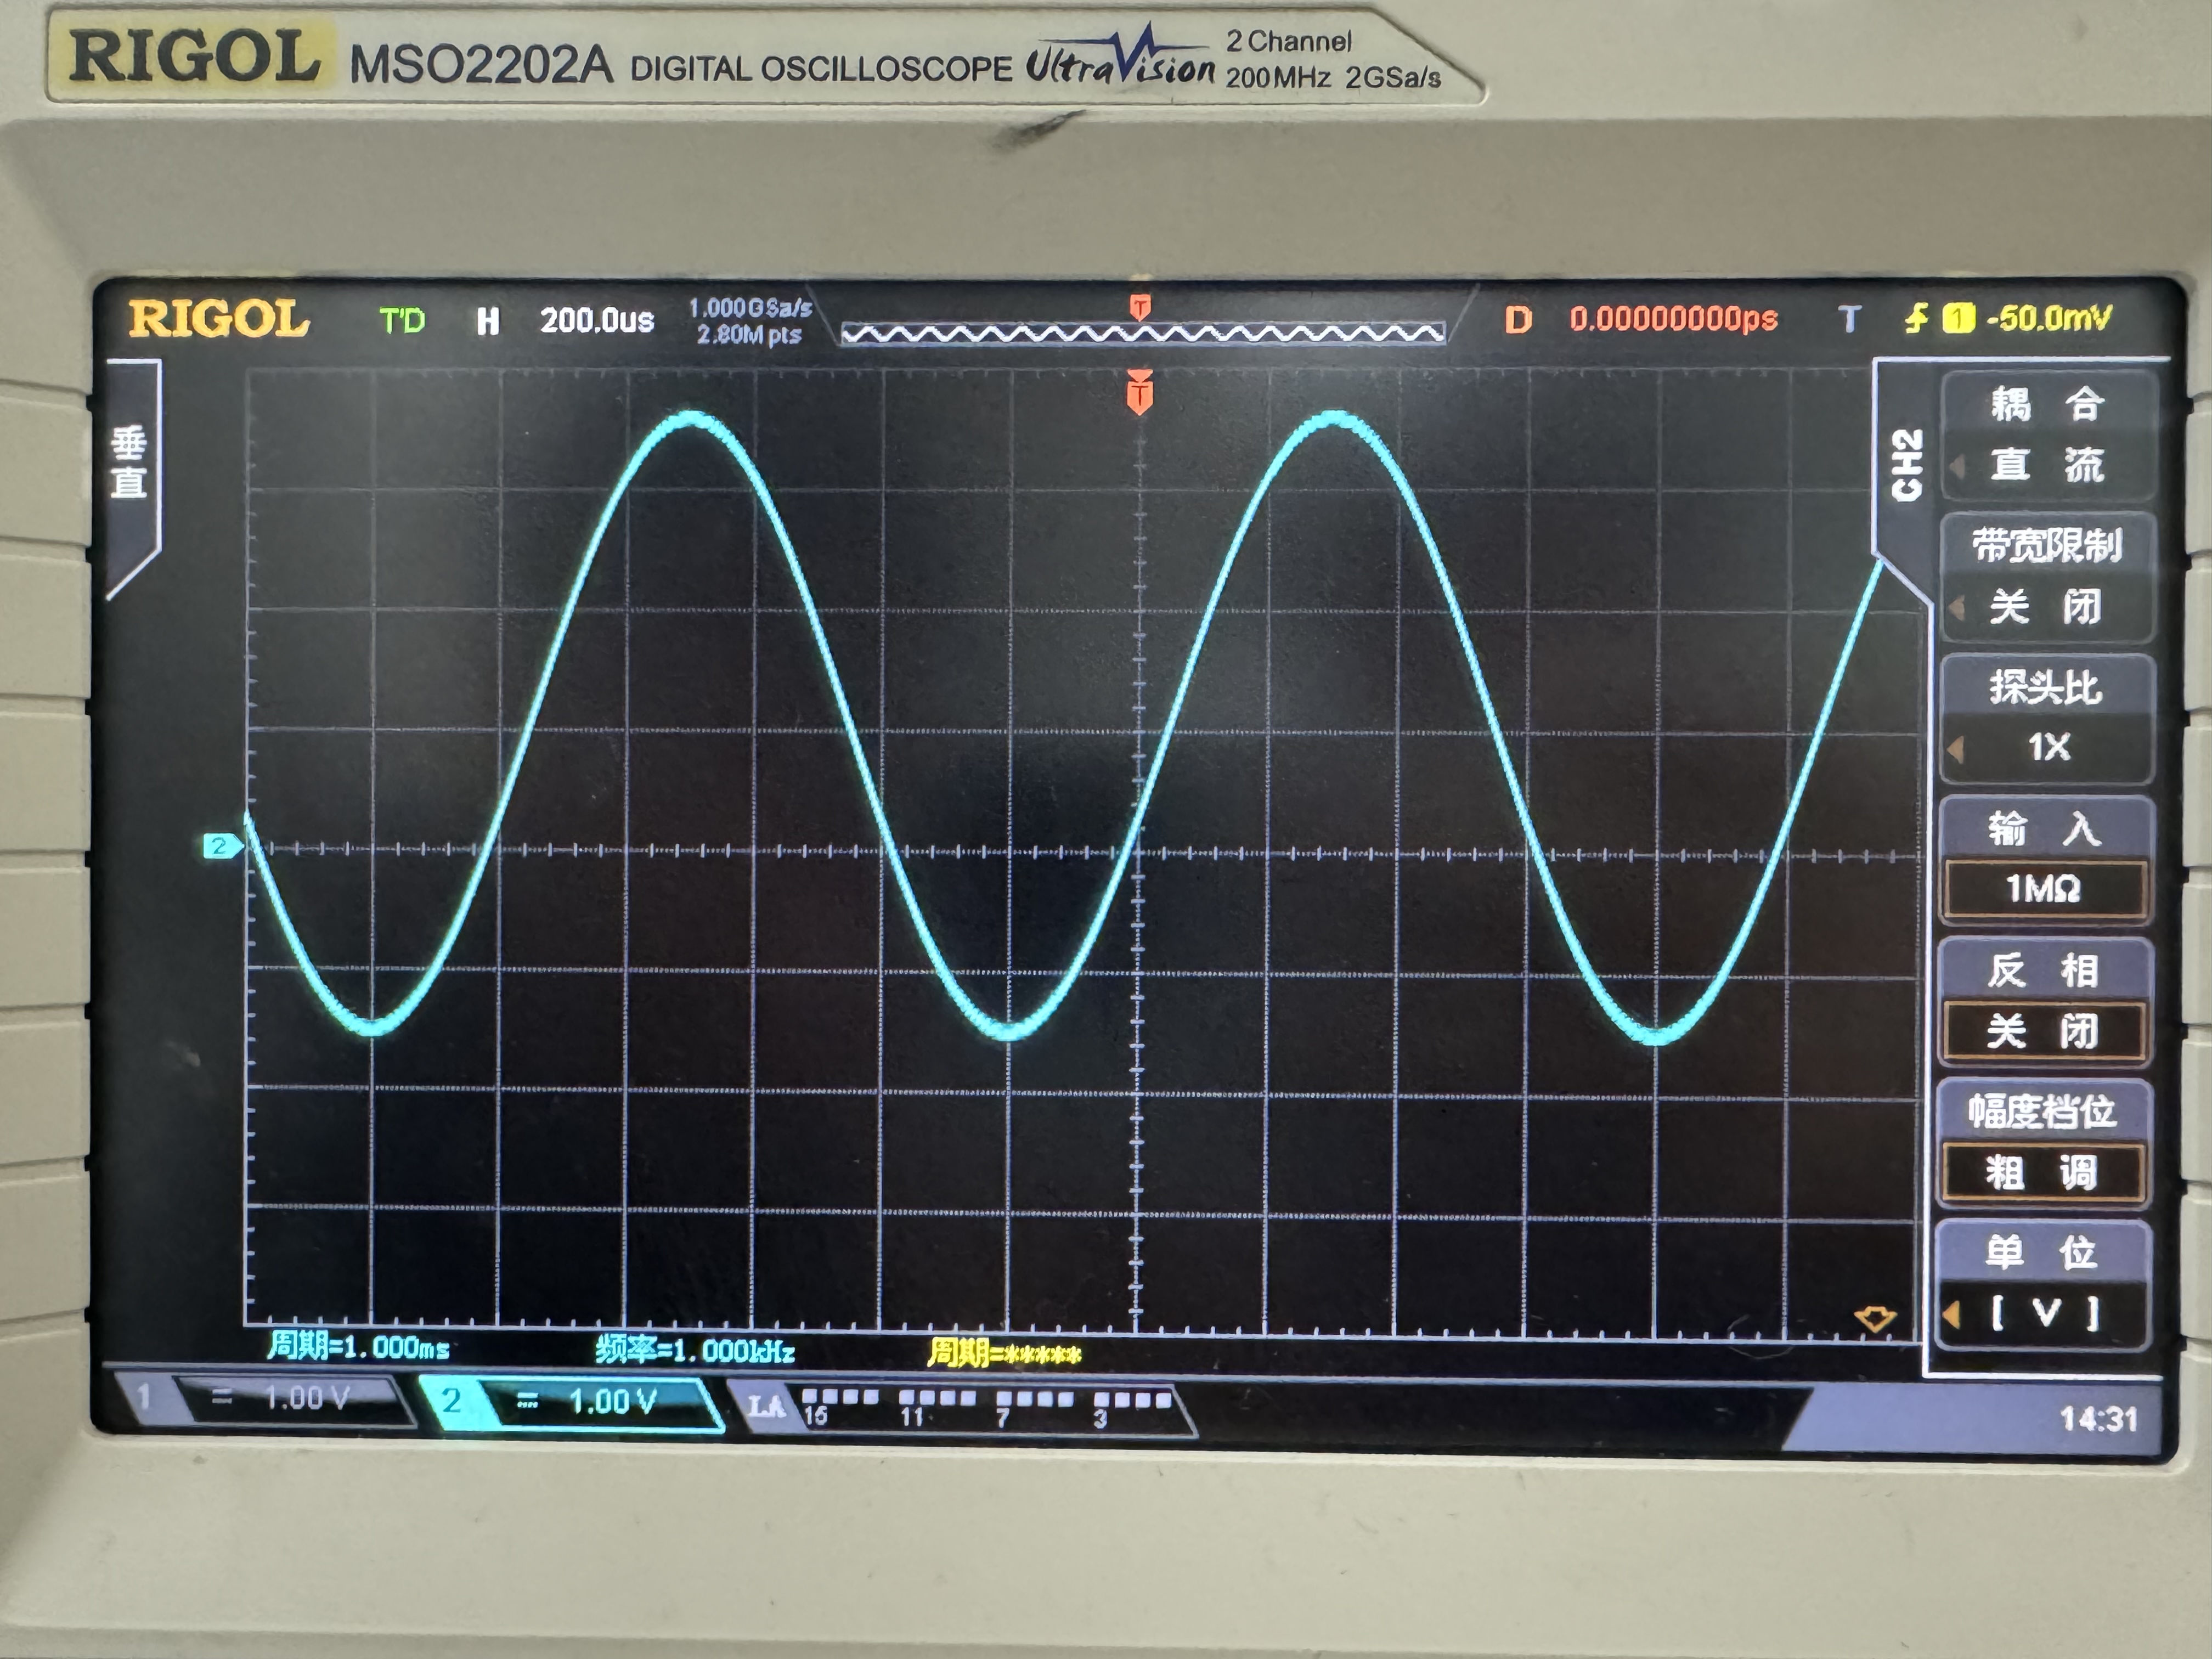 RIGOL MSO2202A DIGITAL OSCILLOSCOPE UltraVision 2 Channel
200MHz 2GSa/s
RIGOL T'D H 200.0us 1.000GSa/s
2.80M pts
T
D 0.00000000ps T 1 -50.0mV
垂直
T
CH2
耦合
直流
带宽限制
关闭
探头比
1X
输入
1MΩ
反相
关闭
幅度档位
粗调
单位
[ V ]
2
周期=1.000ms 频率=1.000kHz 周期=*****
1 = 1.00 V 2 = 1.00 V LA 15 11 7 3
14:31